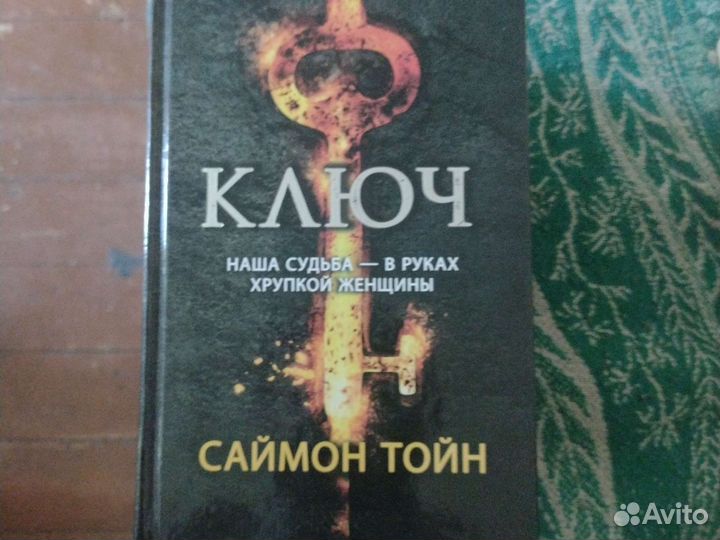 КЛЮЧ
НАША СУДЬБА — В РУКАХ
ХРУПКОЙ ЖЕНЩИНЫ
САЙМОН ТОЙН
Avito